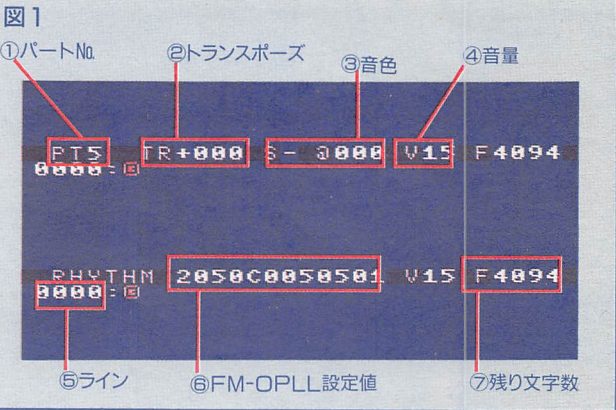 図1
①パート№
②トランスポーズ
③音色
④音量
PT5 TR+000 S- @000 V15 F4094
0000:
RHYTHM 2050C0050501 V15 F4094
0000:
⑤ライン
⑥FM-OPLL設定値
⑦残り文字数